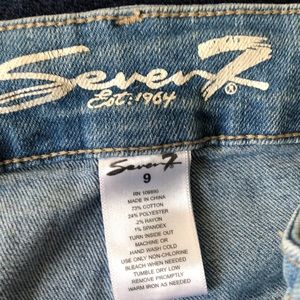 Seven7®
Est: 1964
Seven7
9
RN 109890
MADE IN CHINA
73% COTTON
24% POLYESTER
2% RAYON
1% SPANDEX
TURN INSIDE OUT
MACHINE OR
HAND WASH COLD
USE ONLY NON-CHLORINE
BLEACH WHEN NEEDED
TUMBLE DRY LOW
REMOVE PROMPTLY
WARM IRON AS NEEDED